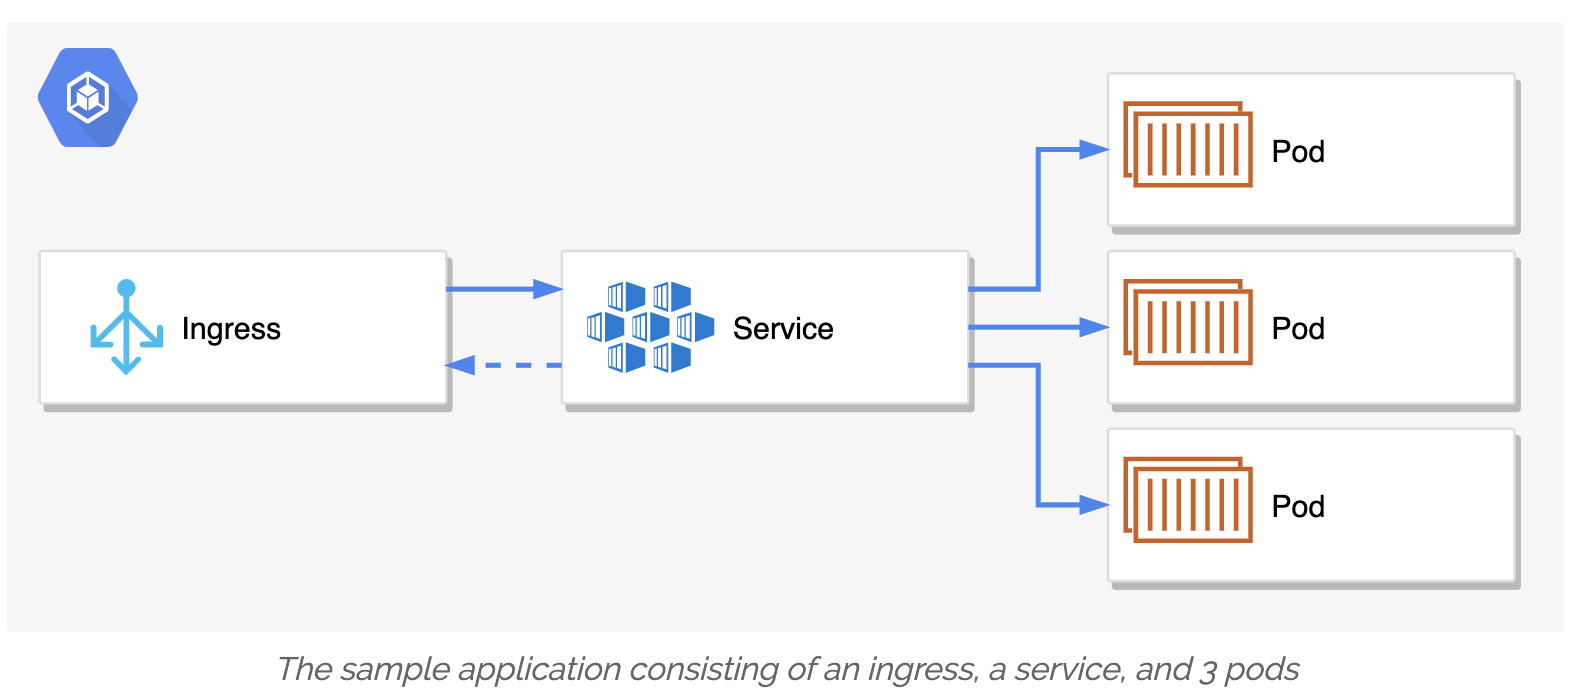 Pod
Ingress
Service
Pod
Pod
The sample application consisting of an ingress, a service, and 3 pods